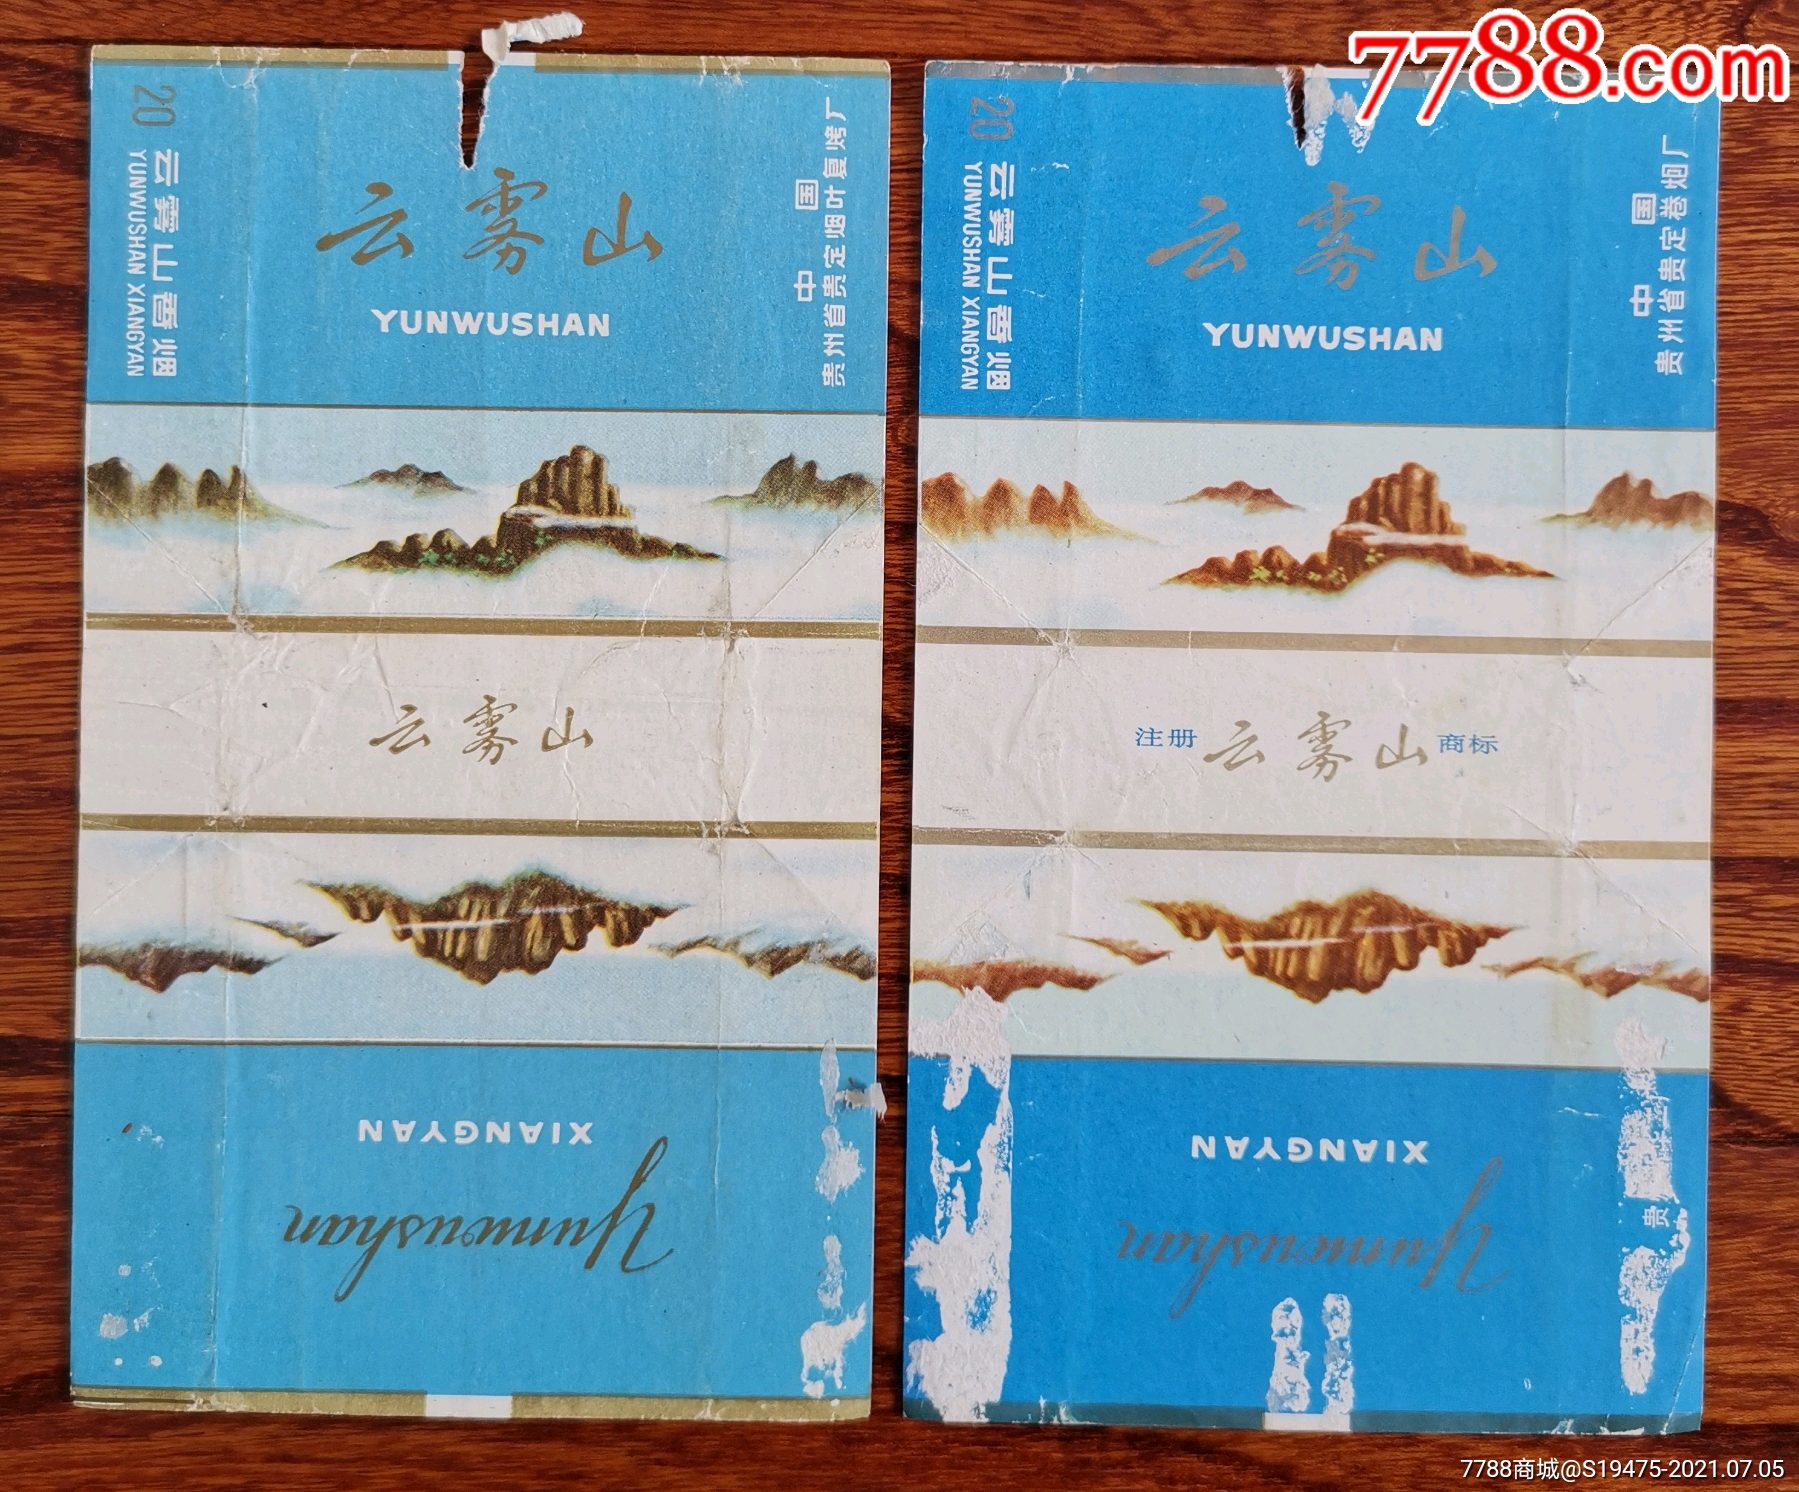 7788.com
20
云雾山香烟
YUNWUSHAN XIANGYAN
云雾山
YUNWUSHAN
中国
贵州省贵定烟叶复烤厂
云雾山
XIANGYAN
Yunwushan
20
云雾山香烟
YUNWUSHAN XIANGYAN
云雾山
YUNWUSHAN
中国
贵州省贵定卷烟厂
注册 云雾山 商标
XIANGYAN
Yunwushan
贵
7788商城@S19475-2021.07.05